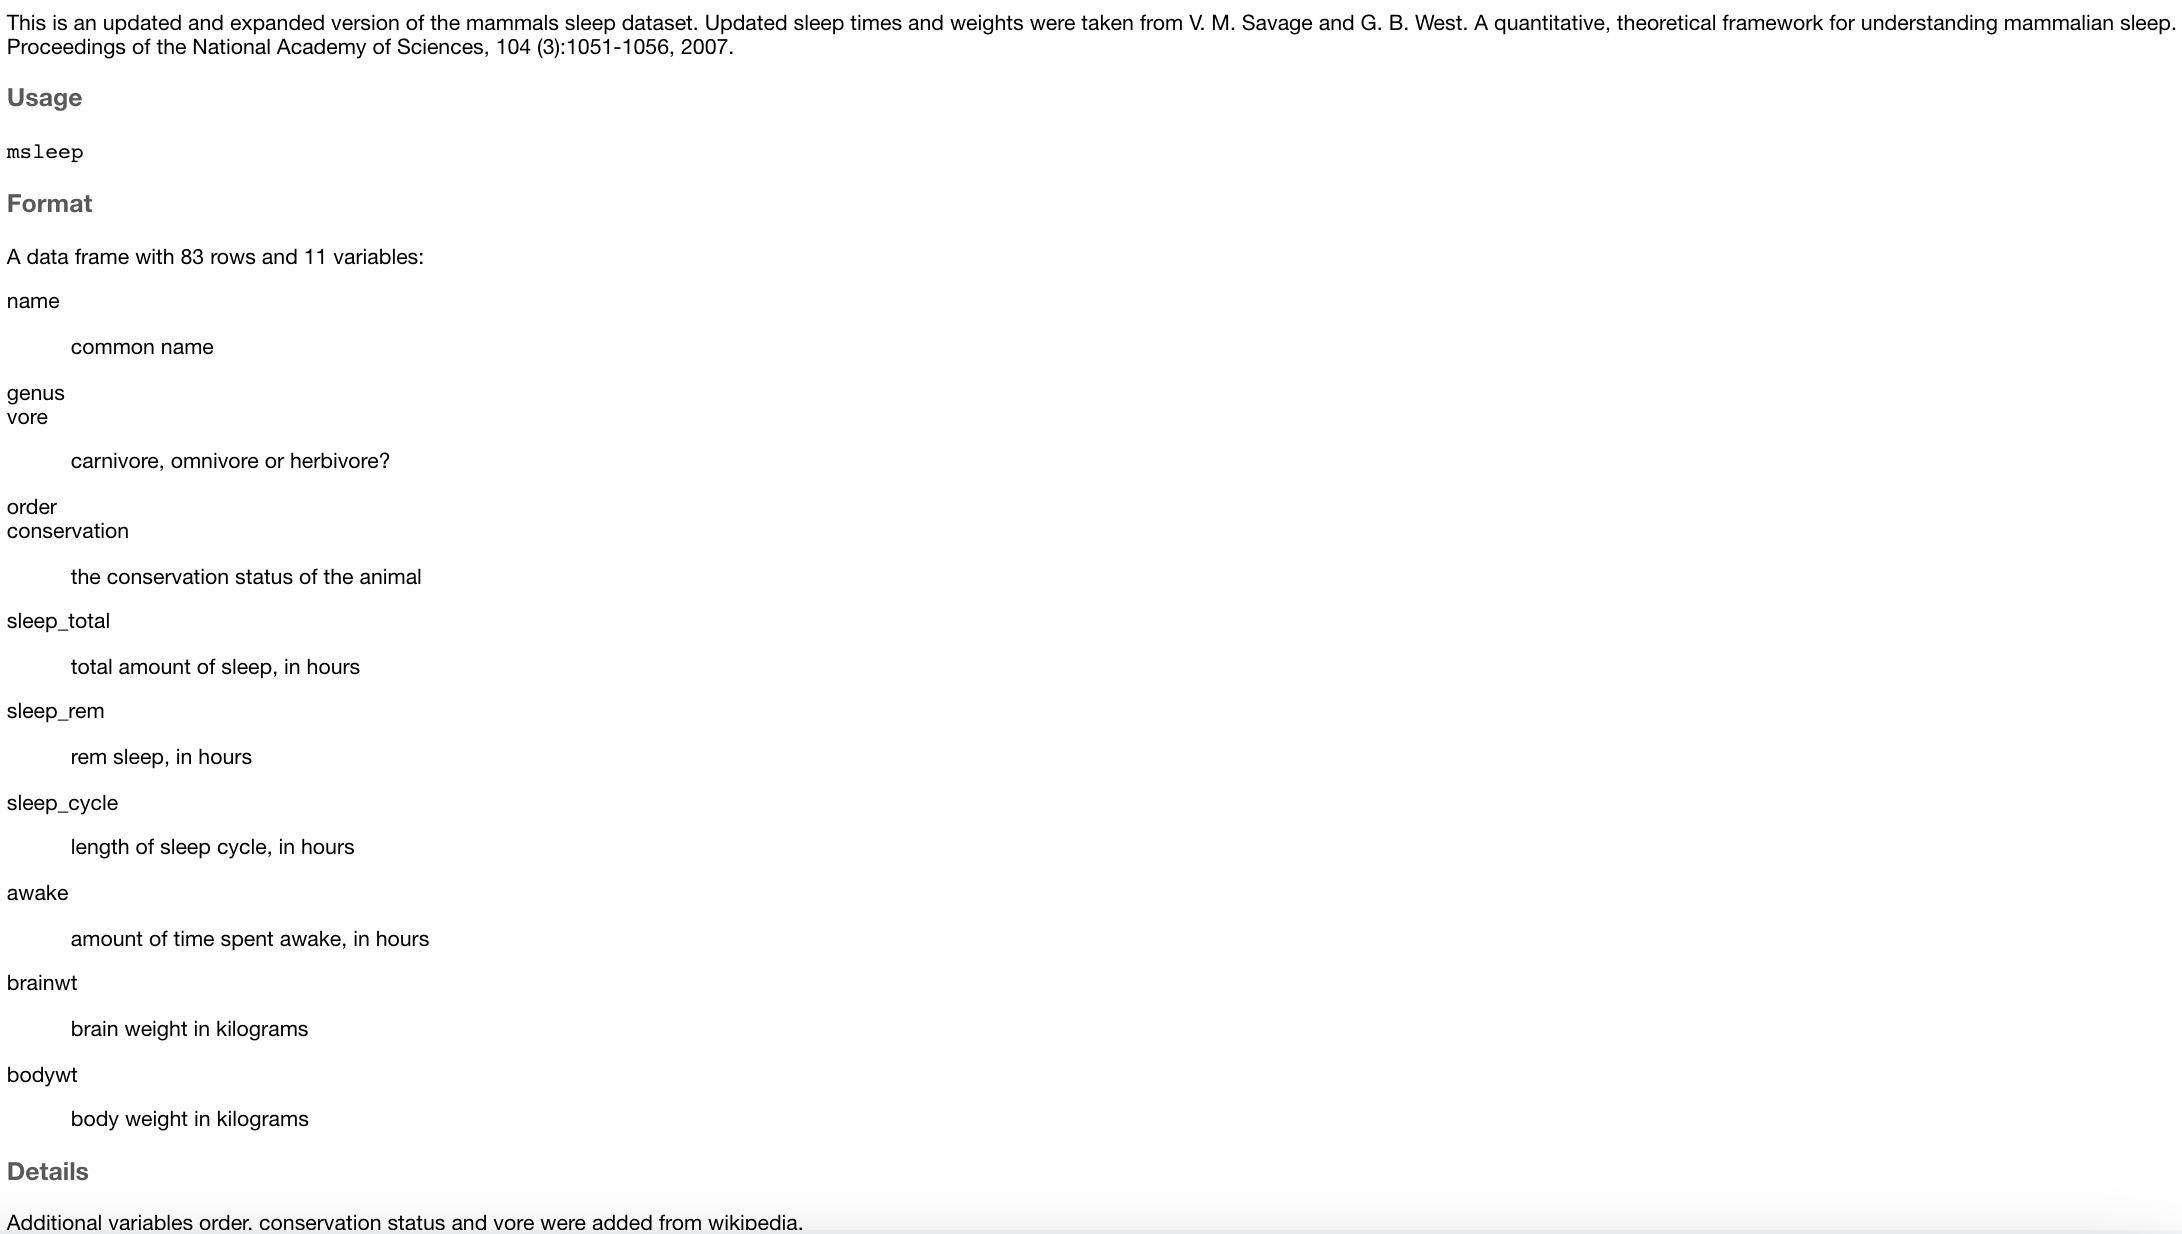 This is an updated and expanded version of the mammals sleep dataset. Updated sleep times and weights were taken from V. M. Savage and G. B. West. A quantitative, theoretical framework for understanding mammalian sleep.
Proceedings of the National Academy of Sciences, 104 (3):1051-1056, 2007.
Usage
msleep
Format
A data frame with 83 rows and 11 variables:
name
common name
genus
vore
carnivore, omnivore or herbivore?
order
conservation
the conservation status of the animal
sleep_total
total amount of sleep, in hours
sleep_rem
rem sleep, in hours
sleep_cycle
length of sleep cycle, in hours
awake
amount of time spent awake, in hours
brainwt
brain weight in kilograms
bodywt
body weight in kilograms
Details
Additional variables order, conservation status and vore were added from wikipedia.